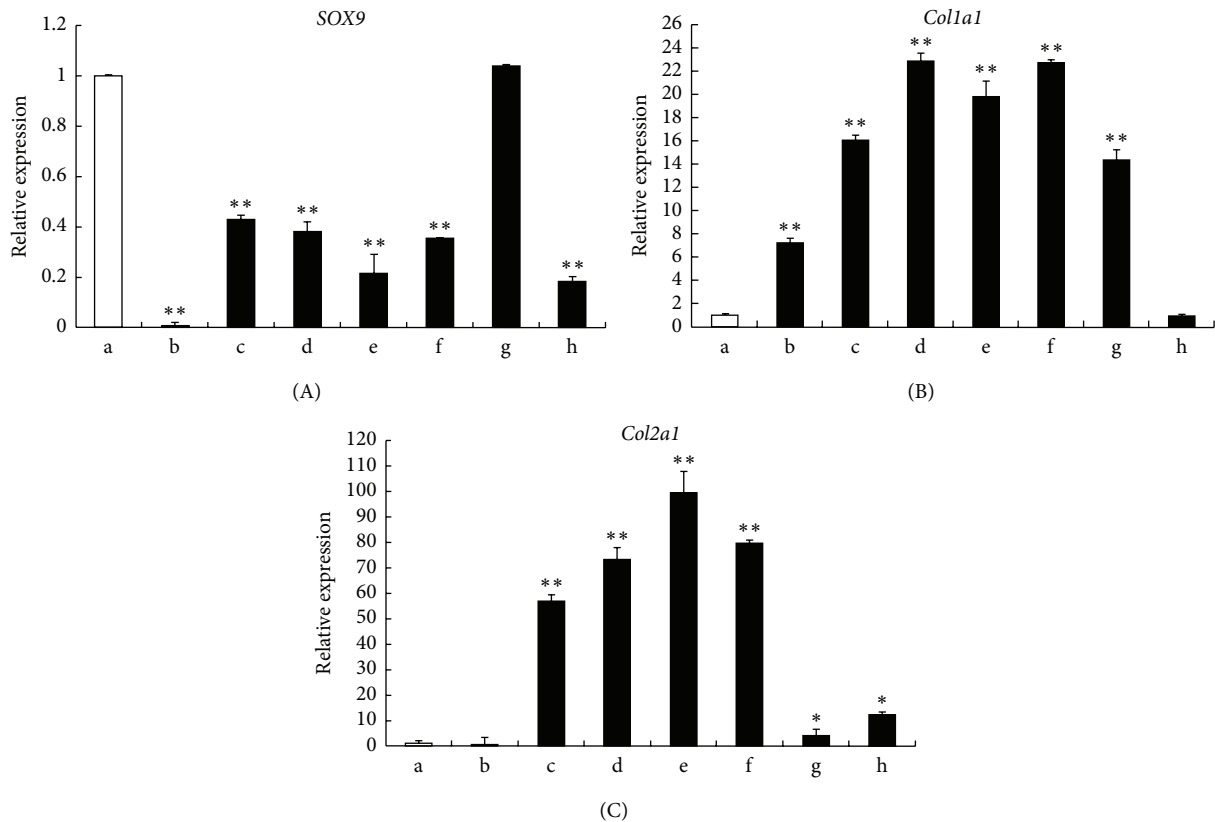 SOX9
Relative expression
1.2
1
0.8
0.6
0.4
0.2
0
** ** ** ** ** **
a b c d e f g h
(A)
Col1a1
Relative expression
26
24
22
20
18
16
14
12
10
8
6
4
2
0
** ** ** ** ** **
a b c d e f g h
(B)
Col2a1
Relative expression
120
110
100
90
80
70
60
50
40
30
20
10
0
** ** ** ** * *
a b c d e f g h
(C)